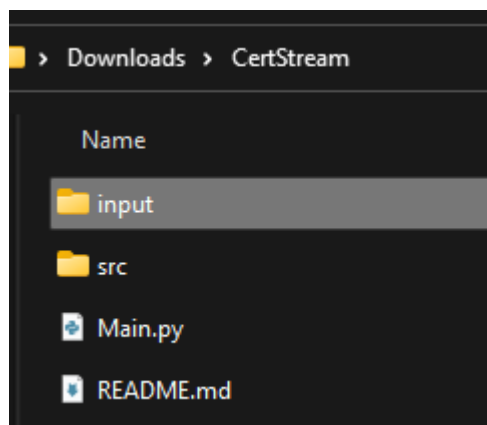 > Downloads > CertStream
Name
input
src
Main.py
README.md